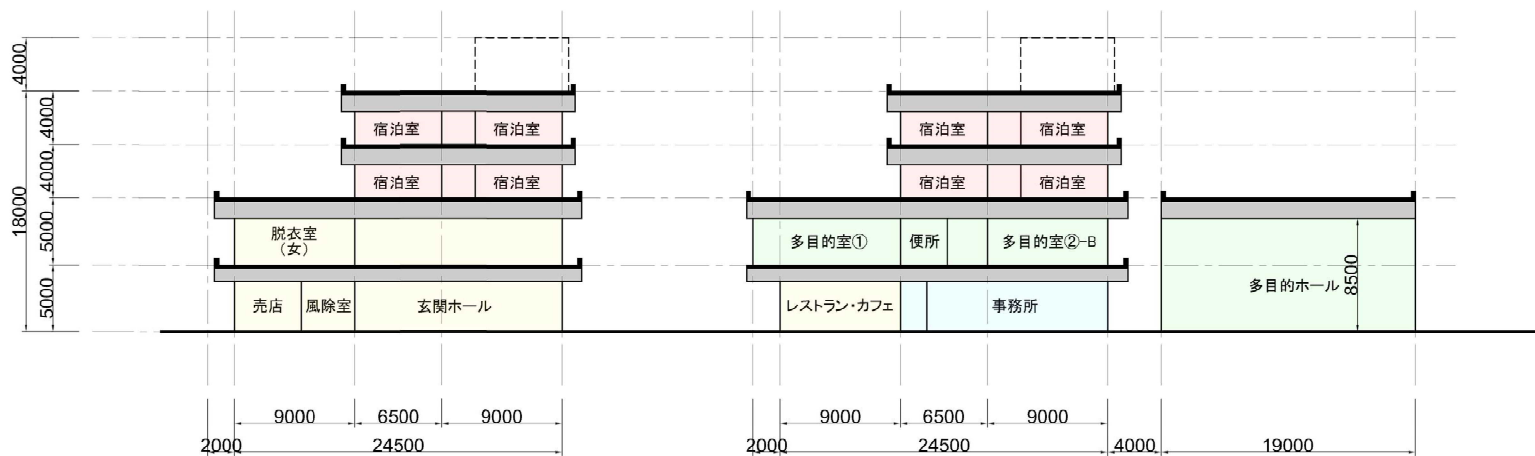 4000
4000
4000
5000
5000
18000
宿泊室 宿泊室
宿泊室 宿泊室
脱衣室
(女)
売店 風除室 玄関ホール
9000 6500 9000
2000 24500
宿泊室 宿泊室
宿泊室 宿泊室
多目的室① 便所 多目的室②-B
レストラン・カフェ 事務所
多目的ホール 8500
9000 6500 9000
2000 24500 4000 19000